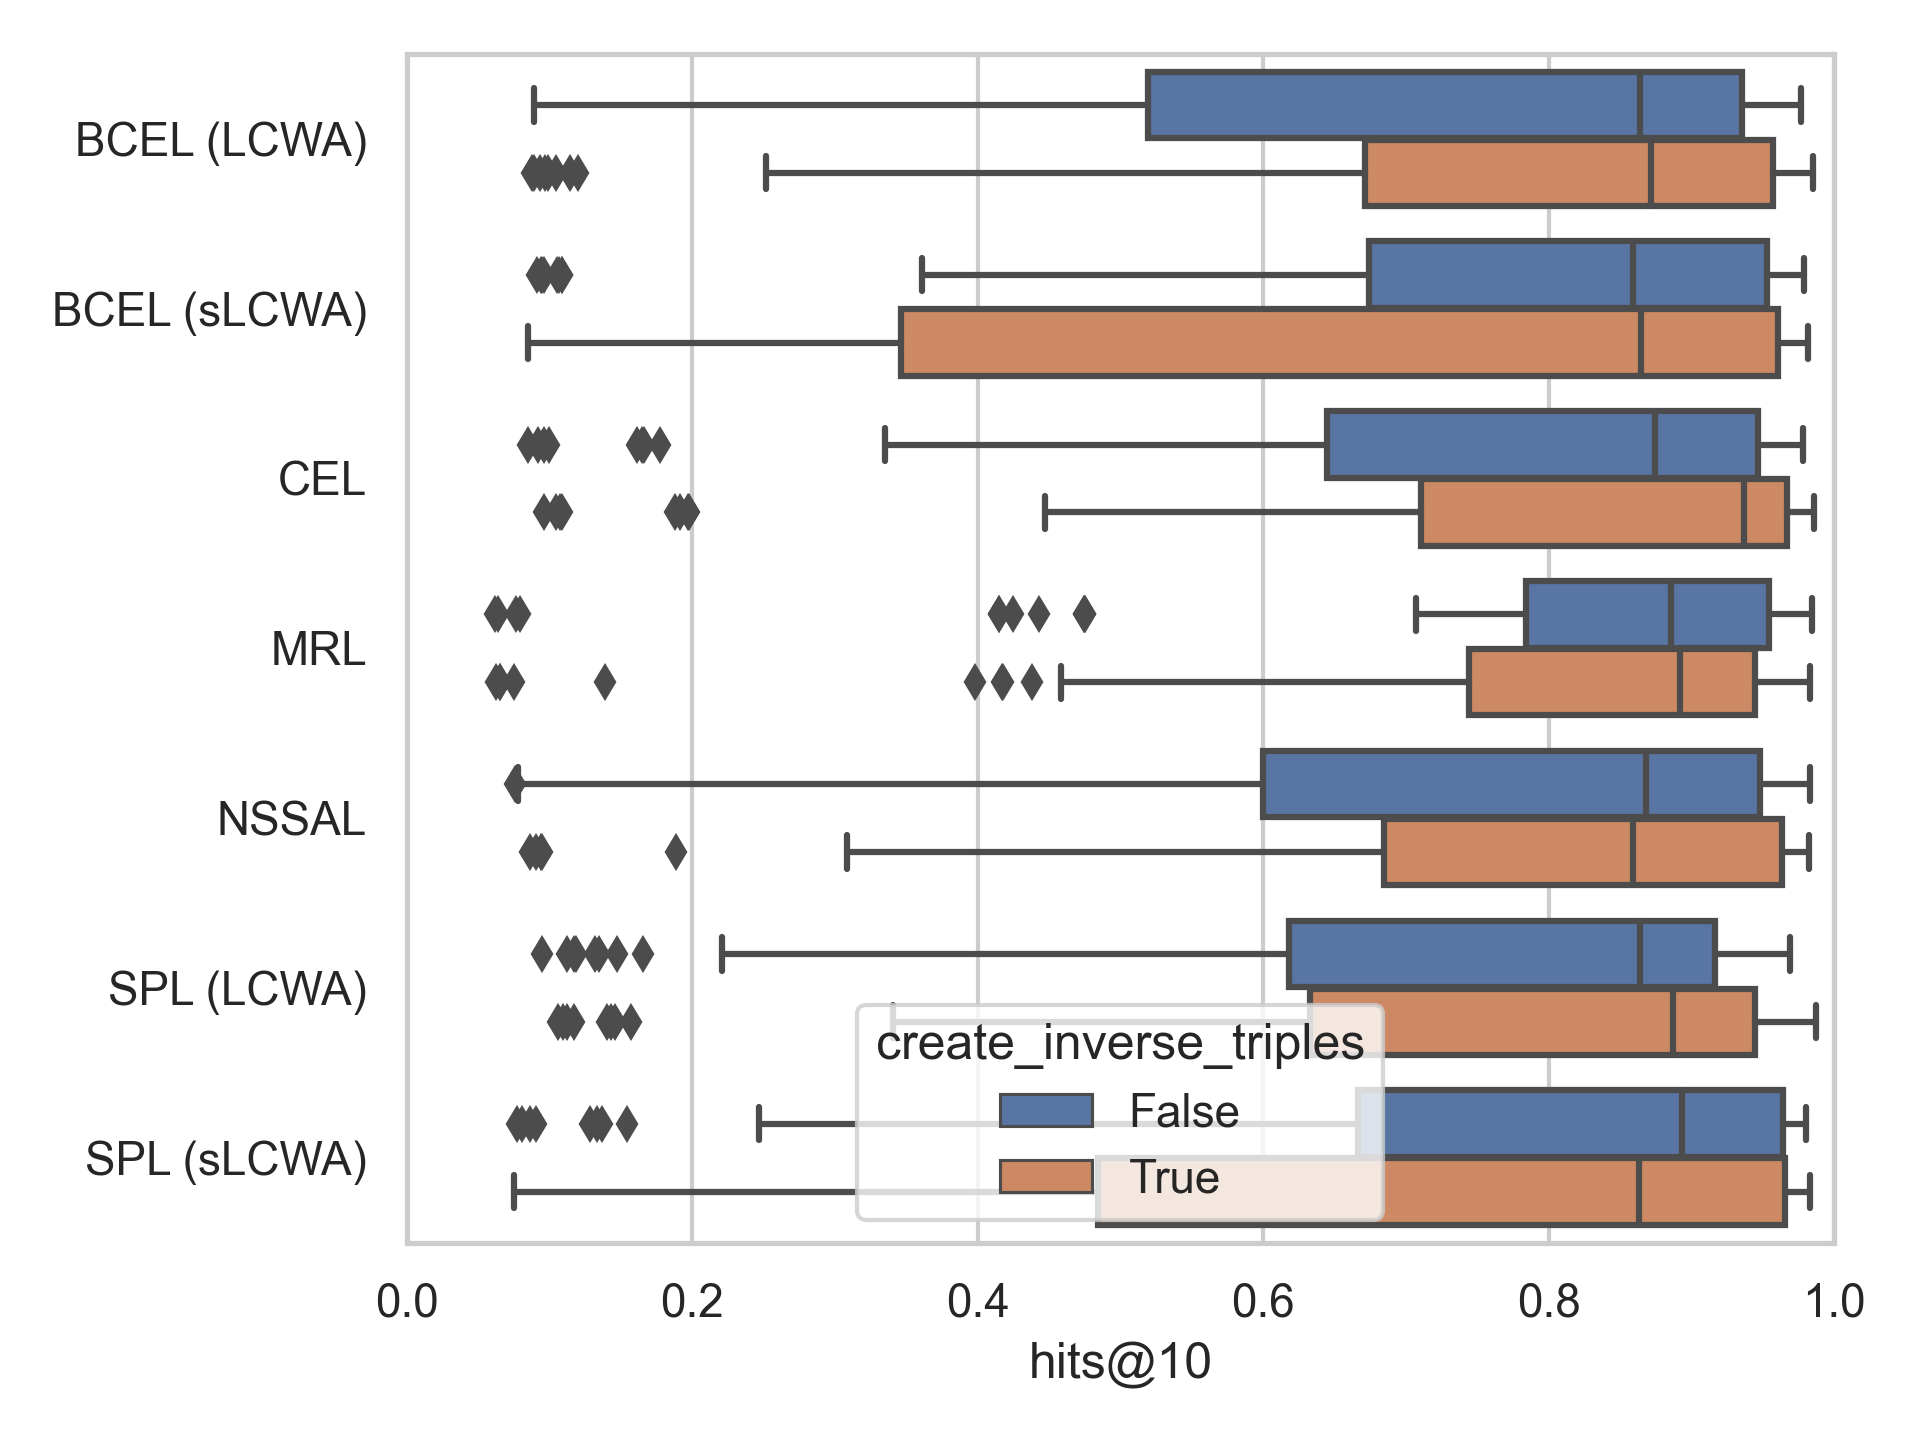 BCEL (LCWA)
BCEL (sLCWA)
CEL
MRL
NSSAL
SPL (LCWA)
SPL (sLCWA)
create_inverse_triples
False
True
0.0 0.2 0.4 0.6 0.8 1.0
hits@10